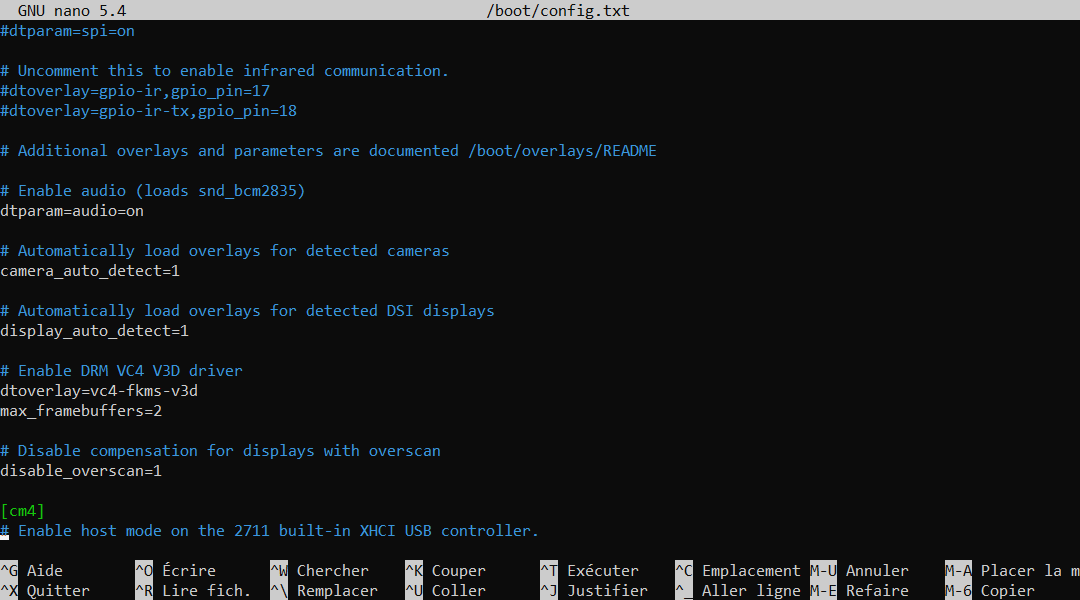 GNU nano 5.4 /boot/config.txt
#dtparam=spi=on
# Uncomment this to enable infrared communication.
#dtoverlay=gpio-ir,gpio_pin=17
#dtoverlay=gpio-ir-tx,gpio_pin=18
# Additional overlays and parameters are documented /boot/overlays/README
# Enable audio (loads snd_bcm2835)
dtparam=audio=on
# Automatically load overlays for detected cameras
camera_auto_detect=1
# Automatically load overlays for detected DSI displays
display_auto_detect=1
# Enable DRM VC4 V3D driver
dtoverlay=vc4-fkms-v3d
max_framebuffers=2
# Disable compensation for displays with overscan
disable_overscan=1
[cm4]
# Enable host mode on the 2711 built-in XHCI USB controller.
^G Aide ^O Écrire ^W Chercher ^K Couper ^T Exécuter ^C Emplacement M-U Annuler M-A Placer la m
^X Quitter ^R Lire fich. ^\ Remplacer ^U Coller ^J Justifier ^_ Aller ligne M-E Refaire M-6 Copier